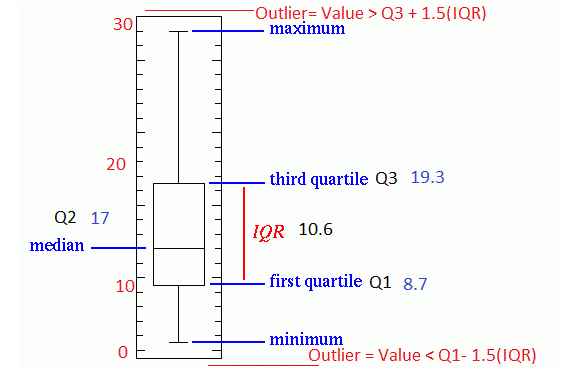 Outlier= Value > Q3 + 1.5(IQR)
30
maximum
20
third quartile Q3 19.3
Q2 17
IQR 10.6
median
10
first quartile Q1 8.7
minimum
0
Outlier = Value < Q1- 1.5(IQR)